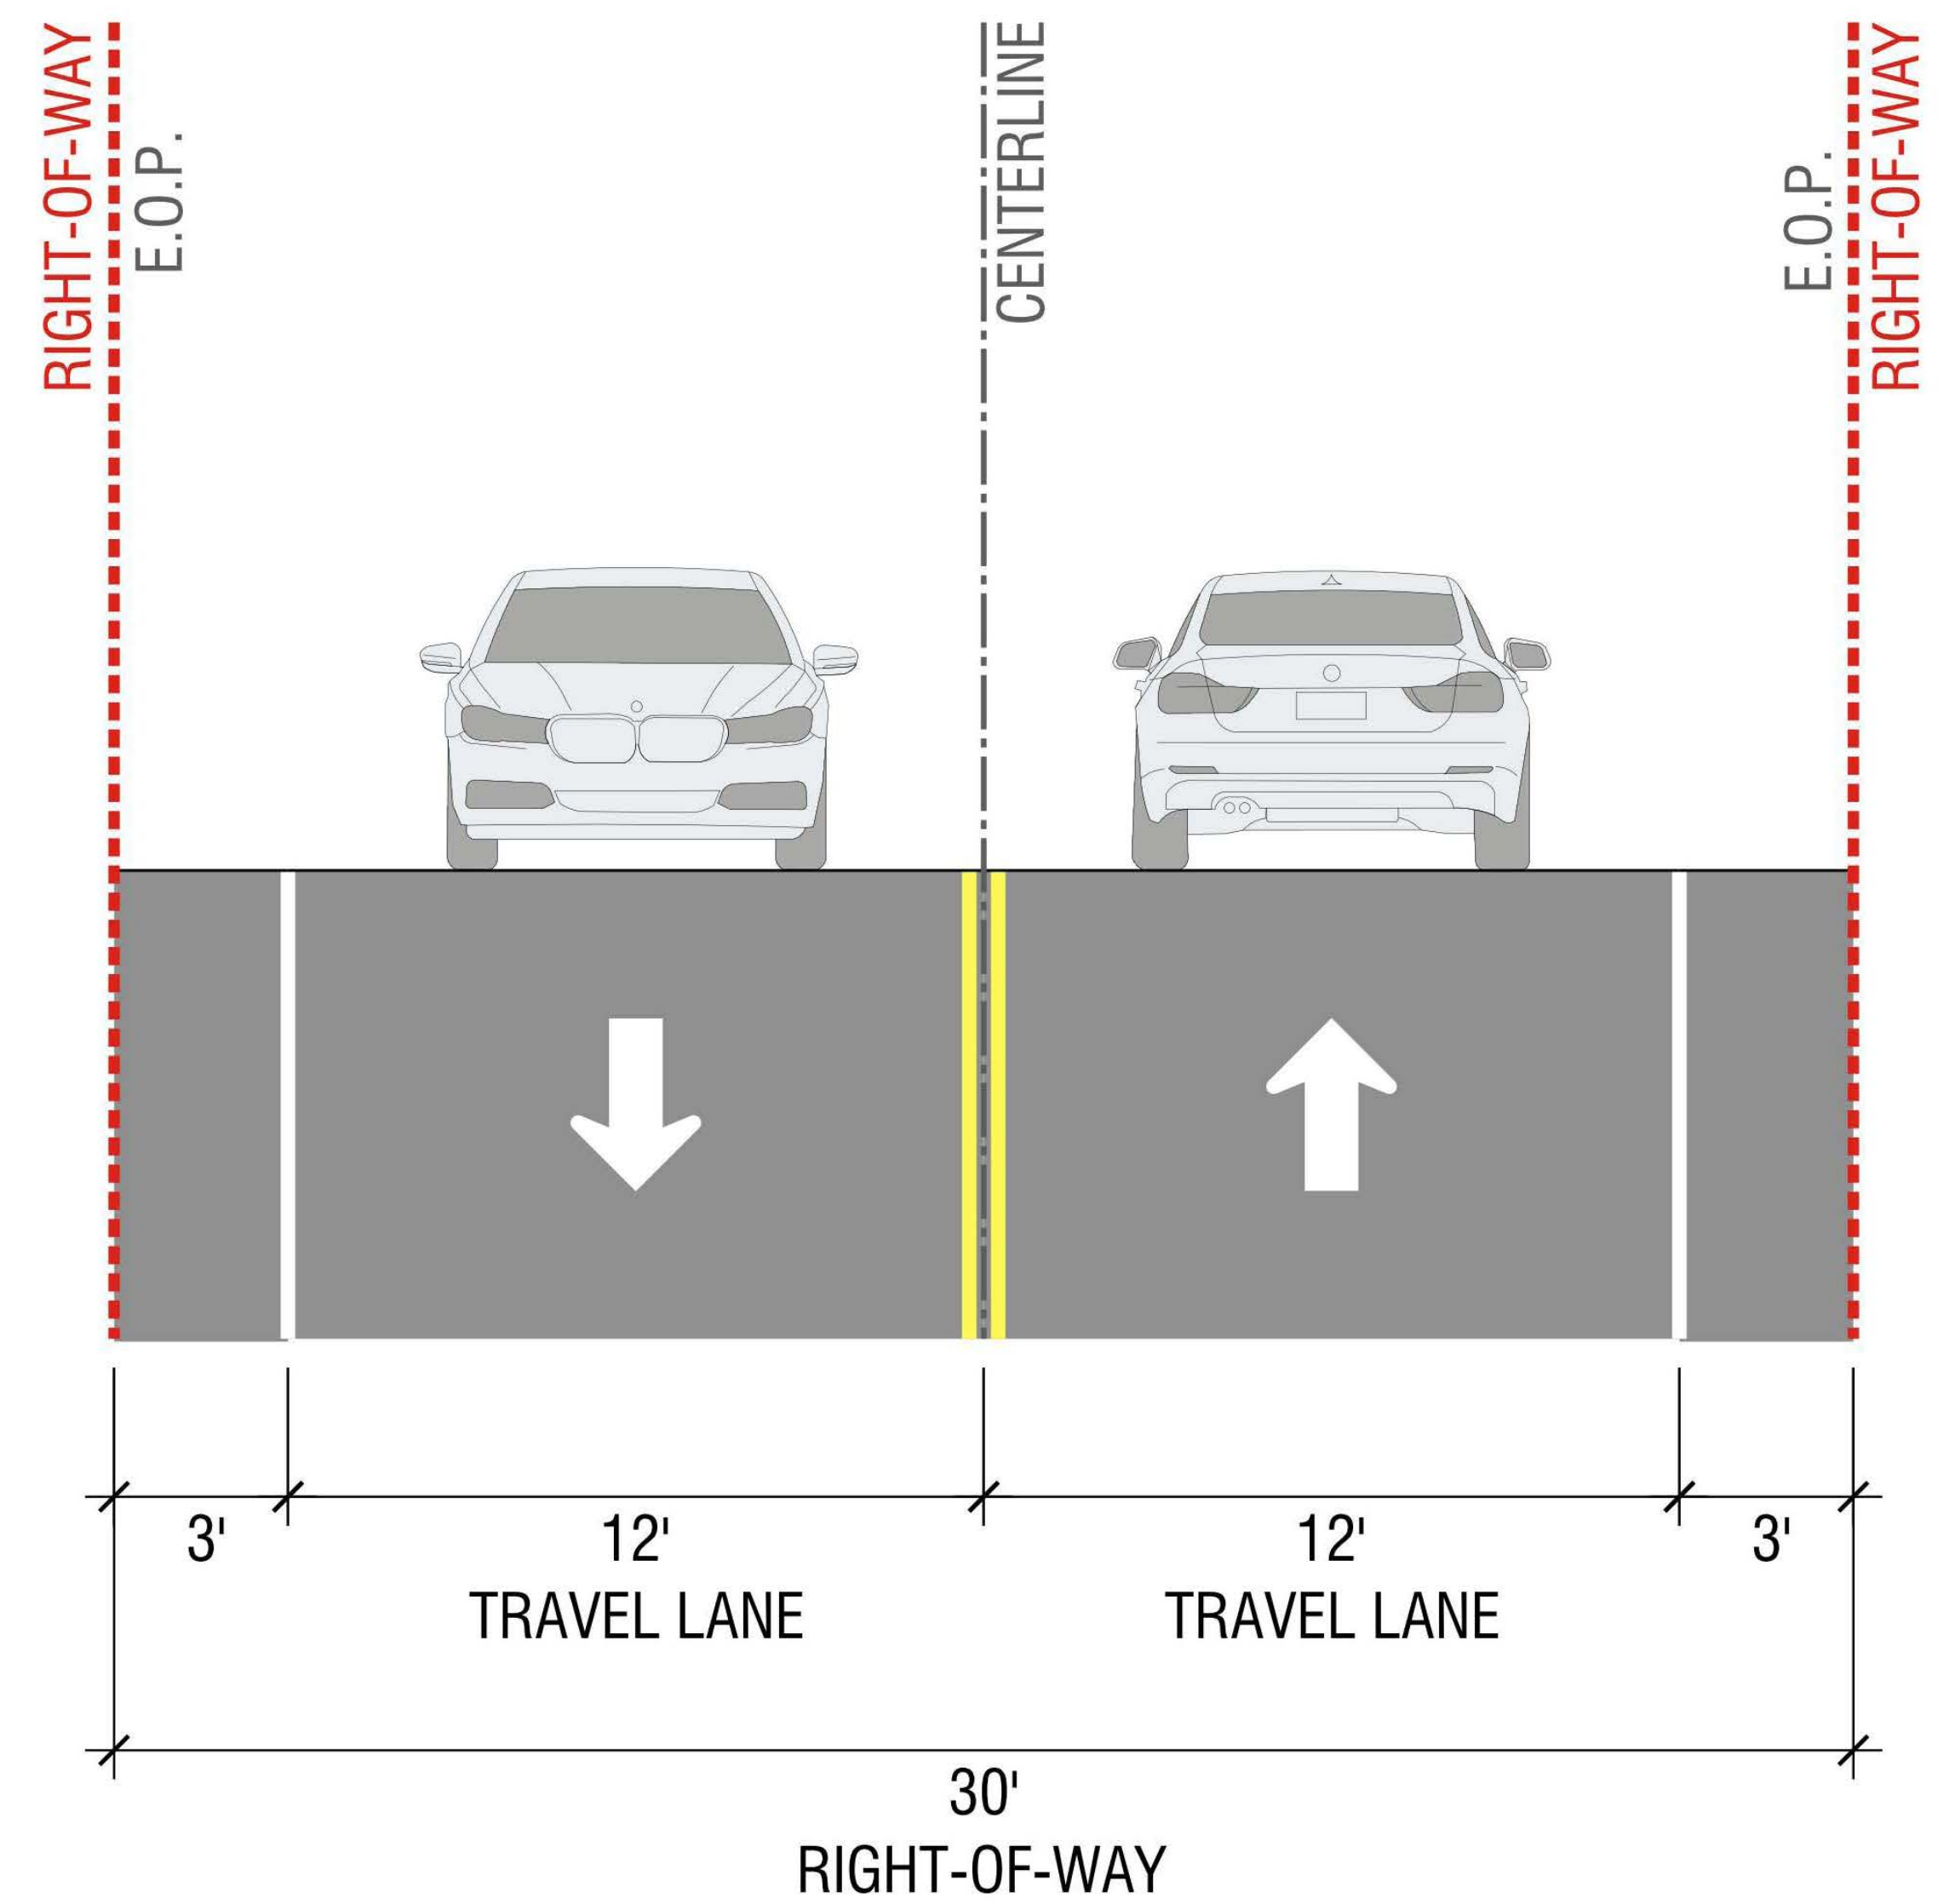 RIGHT-OF-WAY
E.O.P.
CENTERLINE
E.O.P.
RIGHT-OF-WAY
3'
12'
12'
3'
TRAVEL LANE
TRAVEL LANE
30'
RIGHT-OF-WAY